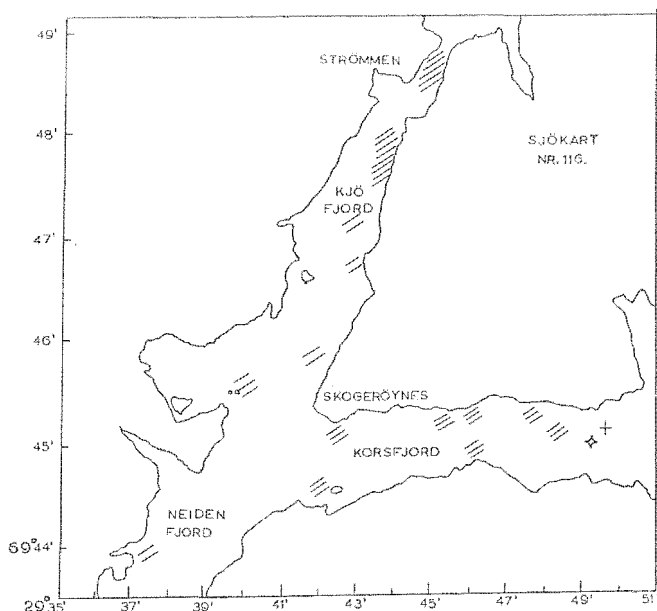 49'
STRÖMMEN
48'
SJÖKART
NR. 116.
KJÖ
FJORD
47'
46'
SKOGERÖYNES
45'
KORSFJORD
NEIDEN
FJORD
69° 44'
29° 35' 37' 39' 41' 43' 45' 47' 49' 51'